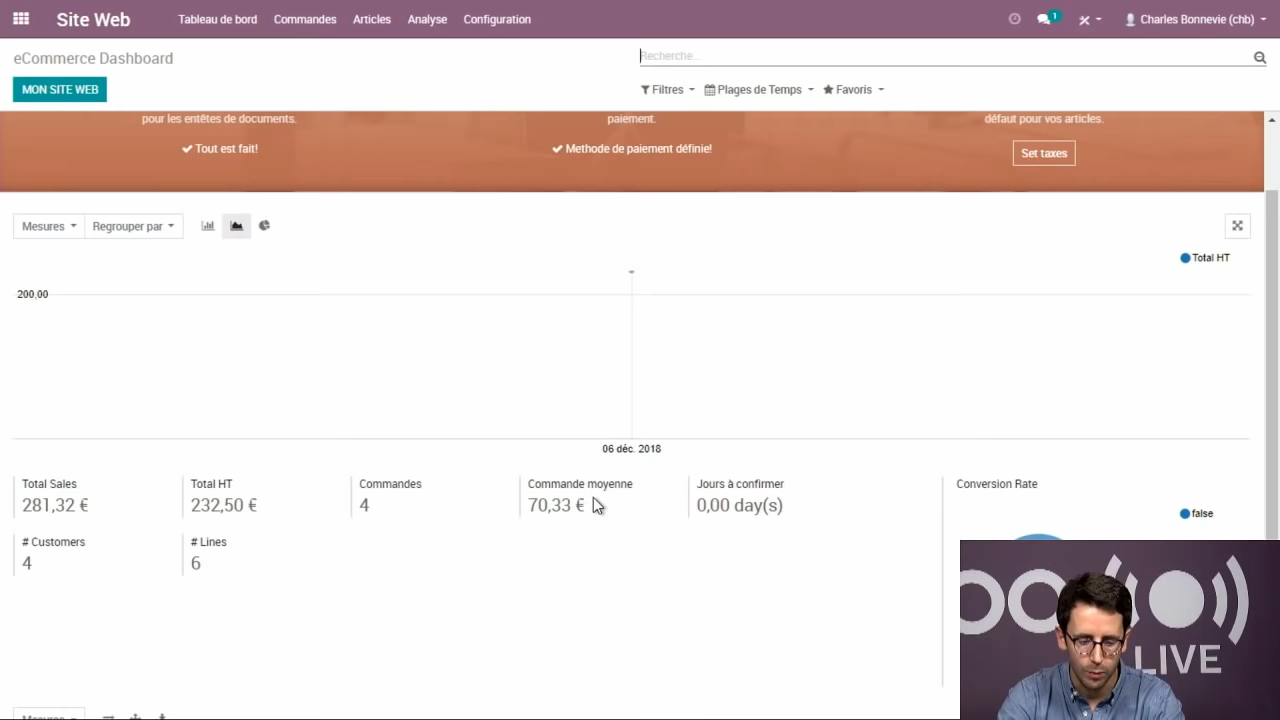 Site Web Tableau de bord Commandes Articles Analyse Configuration 1 Charles Bonnevie (chb)
eCommerce Dashboard Recherche...
MON SITE WEB Filtres Plages de Temps Favoris
pour les entêtes de documents. paiement. défaut pour vos articles.
Tout est fait! Methode de paiement définie! Set taxes
Mesures Regrouper par
Total HT
200,00
06 déc. 2018
Total Sales Total HT Commandes Commande moyenne Jours à confirmer Conversion Rate
281,32 € 232,50 € 4 70,33 € 0,00 day(s)
false
# Customers # Lines
4 6
LIVE